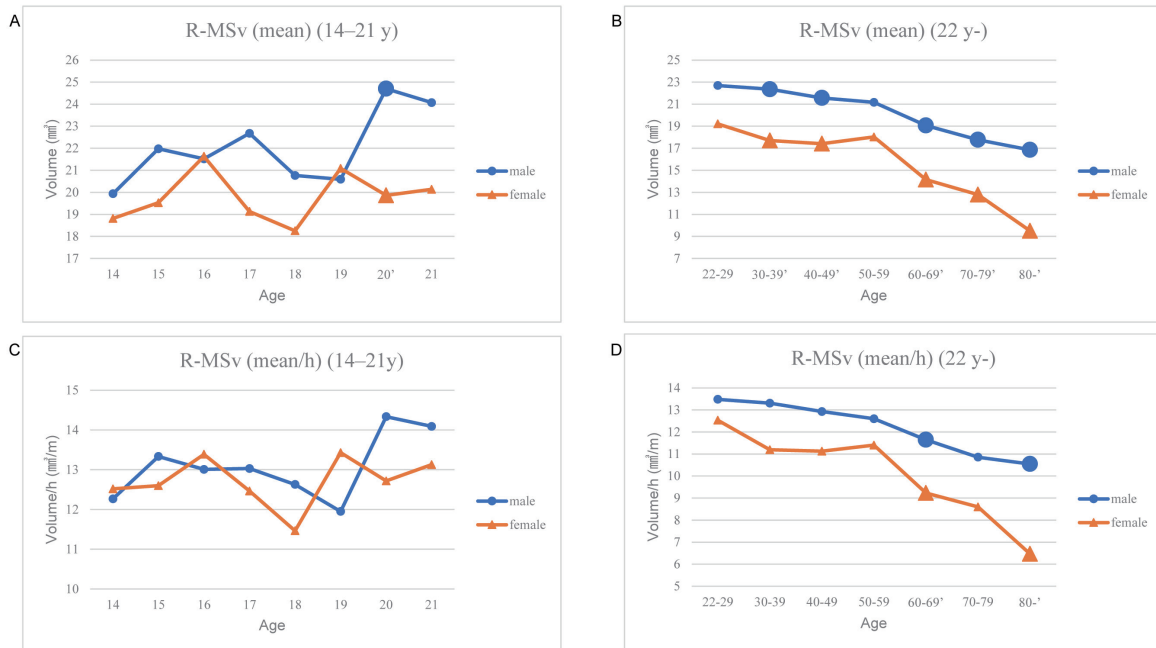 A
R-MSv (mean) (14–21 y)
26
25
24
23
22
21
20
19
18
17
Volume (㎣)
14 15 16 17 18 19 20’ 21
Age
male
female
B
R-MSv (mean) (22 y-)
25
23
21
19
17
15
13
11
9
7
Volume (㎣)
22-29 30-39’ 40-49’ 50-59 60-69’ 70-79’ 80-’
Age
male
female
C
R-MSv (mean/h) (14–21y)
15
14
13
12
11
10
Volume/h (㎣/m)
14 15 16 17 18 19 20 21
Age
male
female
D
R-MSv (mean/h) (22 y-)
14
13
12
11
10
9
8
7
6
5
Volume/h (㎣/m)
22-29 30-39 40-49 50-59 60-69’ 70-79 80-’
Age
male
female